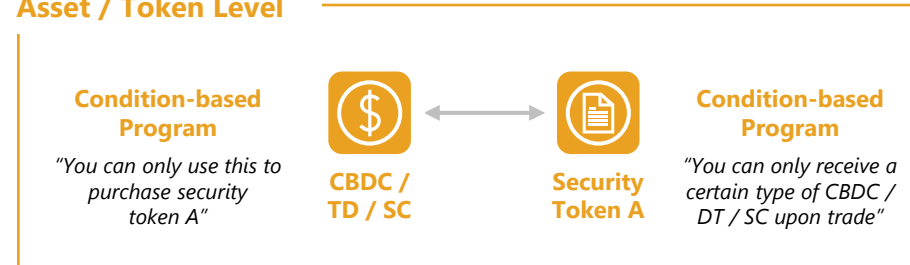 Asset / Token Level
Condition-based
Program
“You can only use this to
purchase security
token A”
$
CBDC /
TD / SC
Security
Token A
Condition-based
Program
“You can only receive a
certain type of CBDC /
DT / SC upon trade”